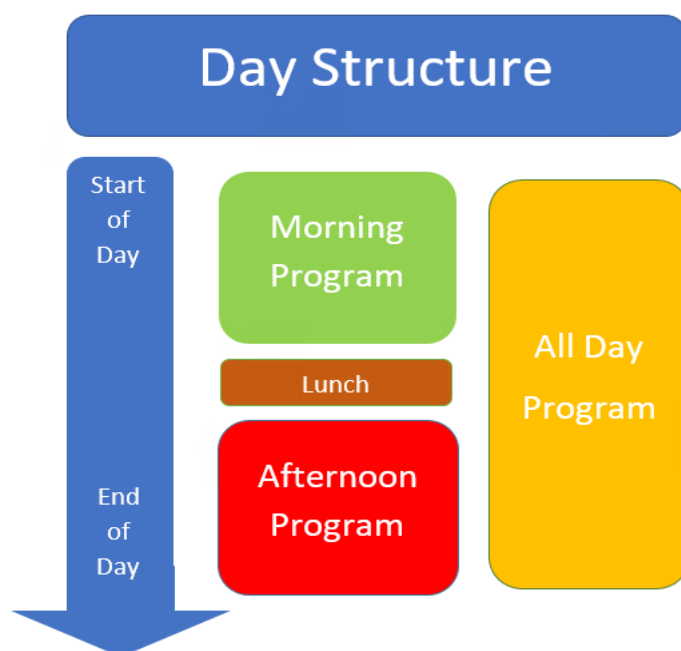 Day Structure
Start
of
Day
Morning
Program
Lunch
Afternoon
Program
All Day
Program
End
of
Day